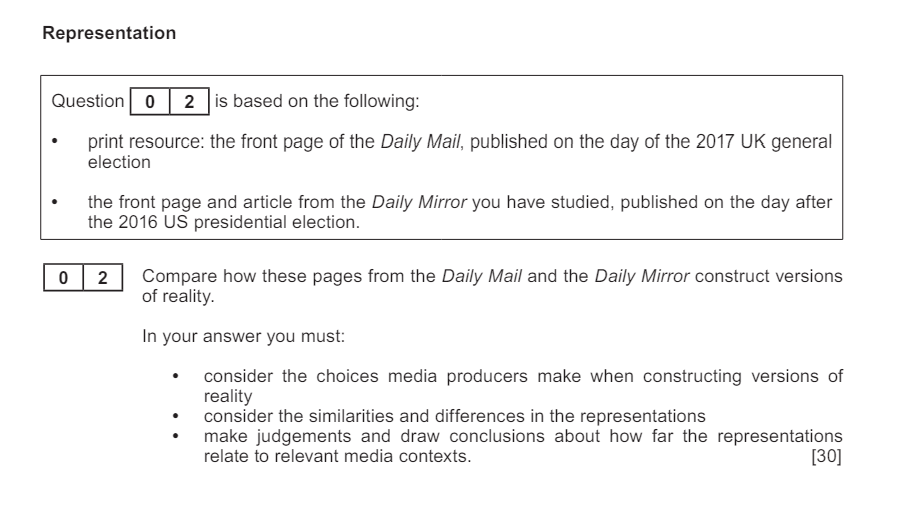 Representation
Question 0 2 is based on the following:
• print resource: the front page of the Daily Mail, published on the day of the 2017 UK general
election
• the front page and article from the Daily Mirror you have studied, published on the day after
the 2016 US presidential election.
0 2 Compare how these pages from the Daily Mail and the Daily Mirror construct versions
of reality.
In your answer you must:
• consider the choices media producers make when constructing versions of
reality
• consider the similarities and differences in the representations
• make judgements and draw conclusions about how far the representations
relate to relevant media contexts. [30]